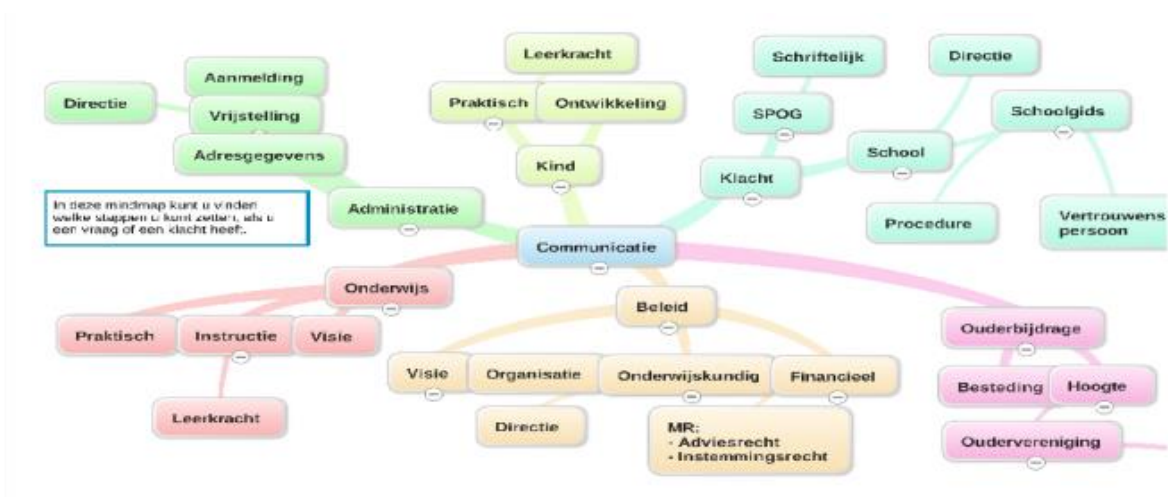 Leerkracht
Schriftelijk
Directie
Aanmelding
Directie
Praktisch
Ontwikkeling
Vrijstelling
SPOG
Schoolgids
Adresgegevens
Kind
Klacht
School
In deze mindmap kunt u vinden
welke stappen u kunt zetten, als u
een vraag of een klacht heeft.
Administratie
Procedure
Vertrouwens
persoon
Communicatie
Onderwijs
Beleid
Ouderbijdrage
Praktisch
Instructie
Visie
Visie
Organisatie
Onderwijskundig
Financieel
Besteding
Hoogte
Leerkracht
Directie
MR:
- Adviesrecht
- Instemmingsrecht
Oudervereniging